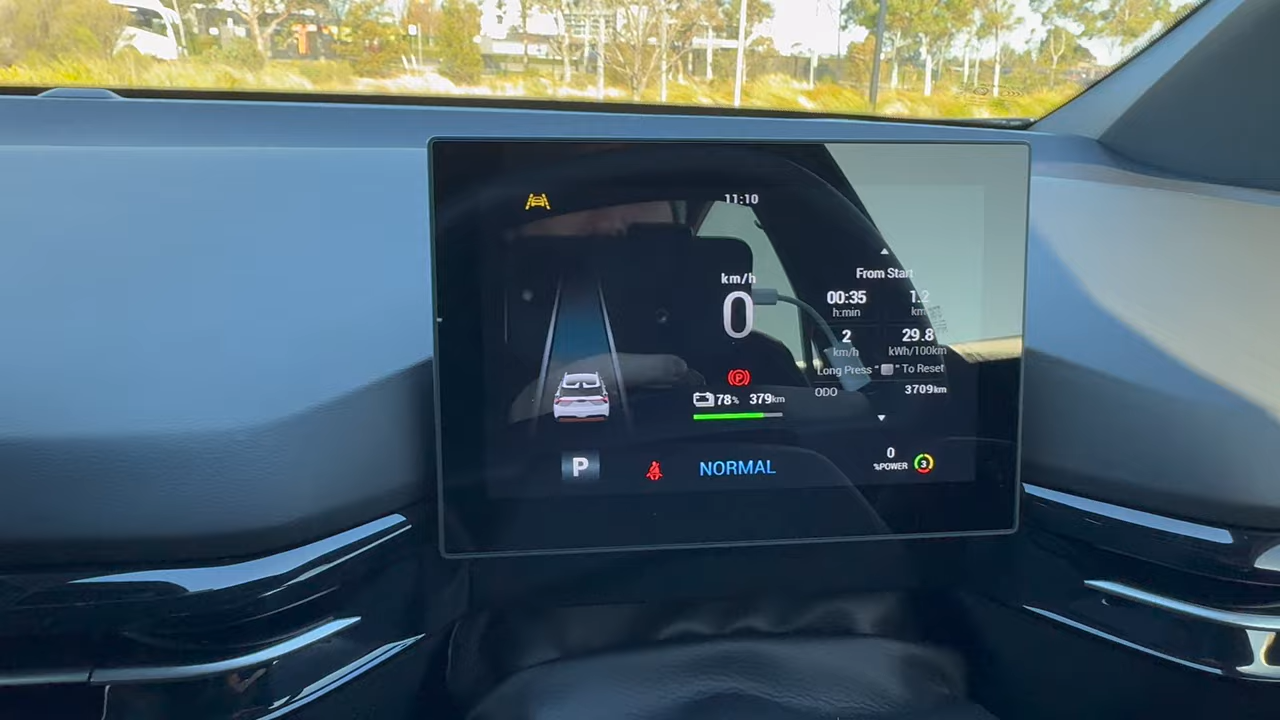 11:10
km/h
0
From Start
00:35 1.2
h:min km
2 29.8
km/h kWh/100km
Long Press " " To Reset
ODO 3709km
(P)
78% 379km
P
NORMAL
0
%POWER 3